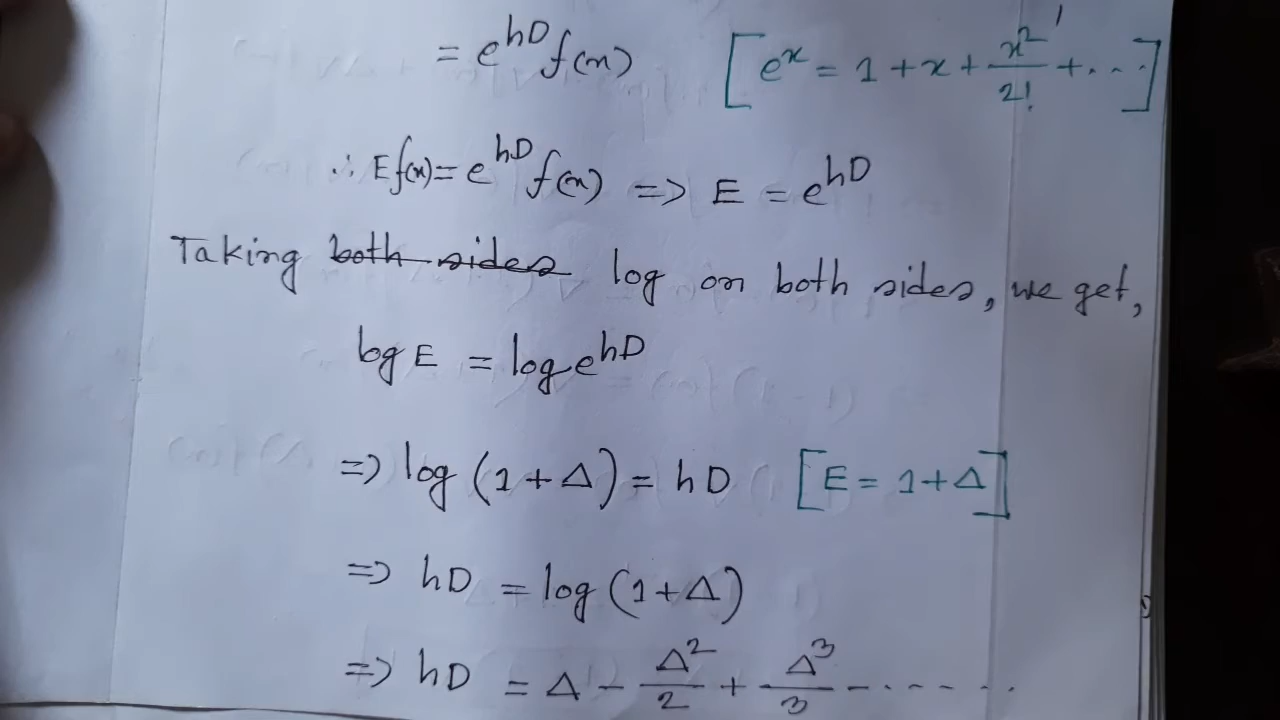 = e^{hD} f(x) [e^x = 1 + x + x^2/2! + ...]
∴ E f(x) = e^{hD} f(x) => E = e^{hD}
Taking both sides log on both sides, we get,
log E = log e^{hD}
=> log (1 + Δ) = hD [E = 1 + Δ]
=> hD = log (1 + Δ)
=> hD = Δ - Δ^2/2 + Δ^3/3 - ......